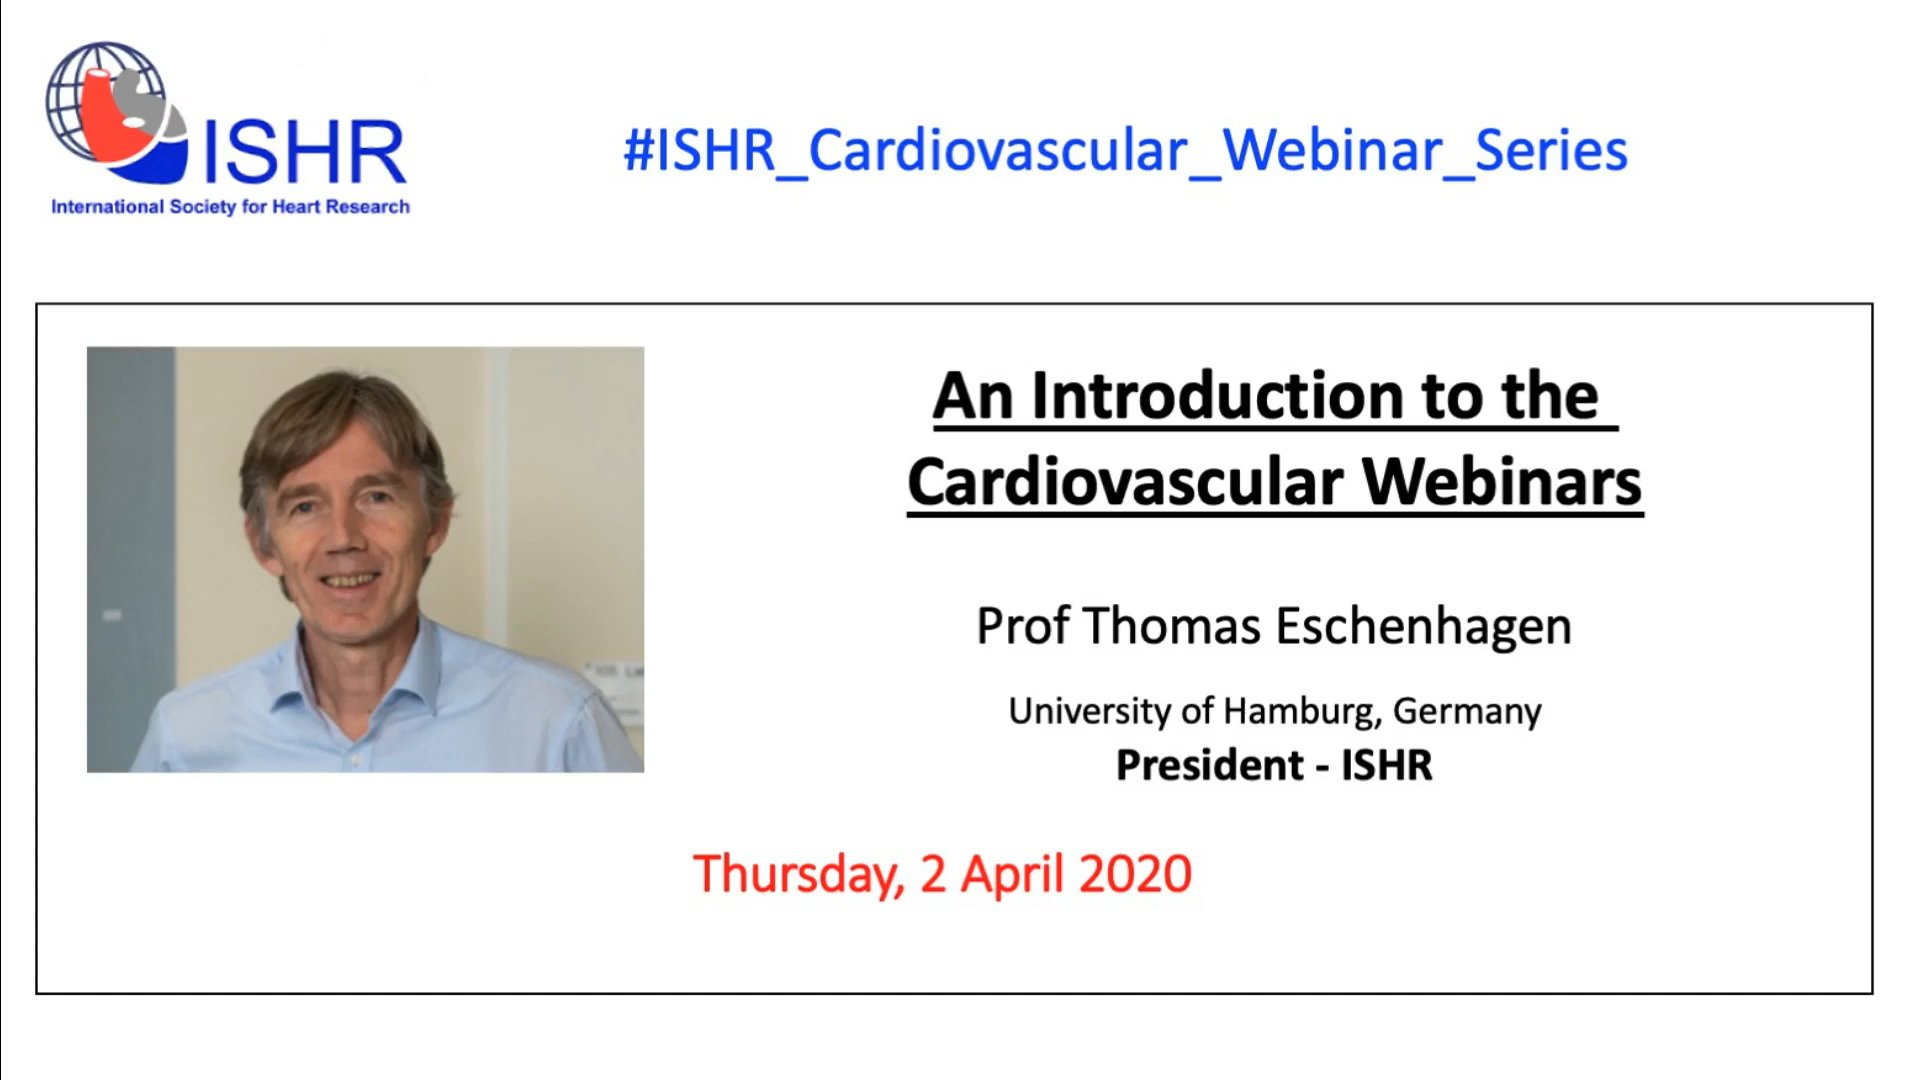 ISHR
International Society for Heart Research
#ISHR_Cardiovascular_Webinar_Series
An Introduction to the
Cardiovascular Webinars
Prof Thomas Eschenhagen
University of Hamburg, Germany
President - ISHR
Thursday, 2 April 2020